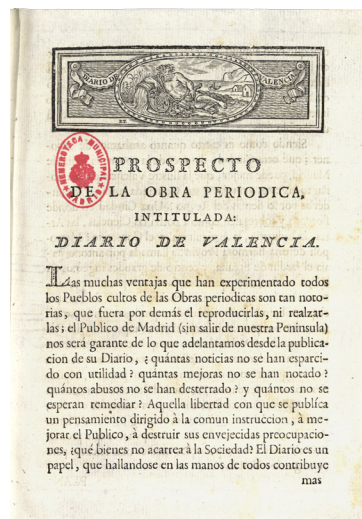 DIARIO DE VALENCIA
HEMEROTECA MUNICIPAL
PROSPECTO
DE LA OBRA PERIODICA,
INTITULADA:
DIARIO DE VALENCIA.
Las muchas ventajas que han experimentado todos
los Pueblos cultos de las Obras periodicas son tan noto-
rias, que fuera por demás el reproducirlas, ni realzar-
las; el Publico de Madrid (sin salir de nuestra Peninsula)
nos será garante de lo que adelantamos desde la publica-
cion de su Diario, ¿ quántas noticias no se han esparci-
do con utilidad? quántas mejoras no se han notado?
quántos abusos no se han desterrado? y quántos no se
esperan remediar? Aquella libertad con que se publíca
un pensamiento dirigido à la comun instruccion, à me-
jorar el Publico, à destruir sus envejecidas preocupacio-
nes, ¿qué bienes no acarrea à la Sociedad? El Diario es un
papel, que hallandose en las manos de todos contribuye
mas